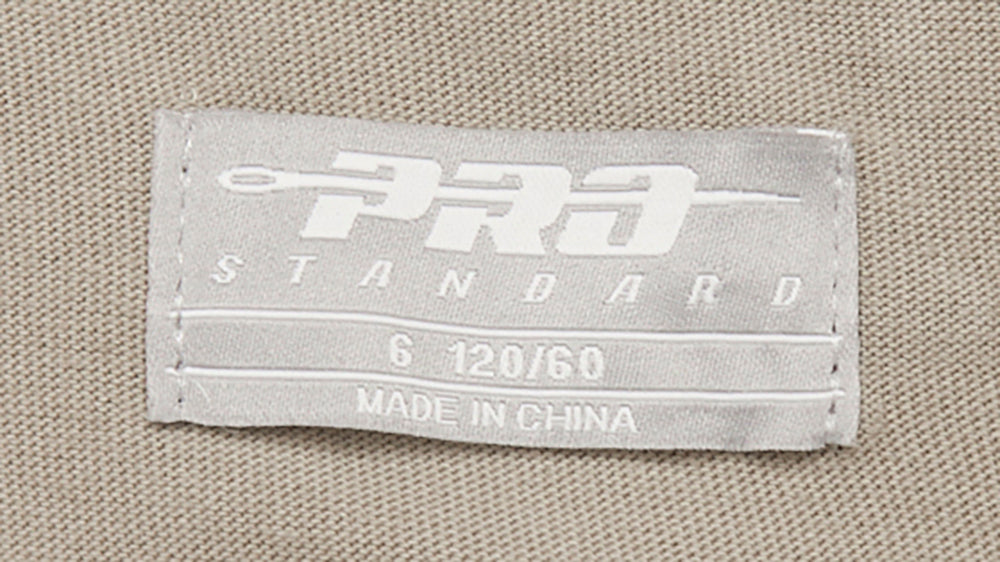 PRO
STANDARD
6 120/60
MADE IN CHINA